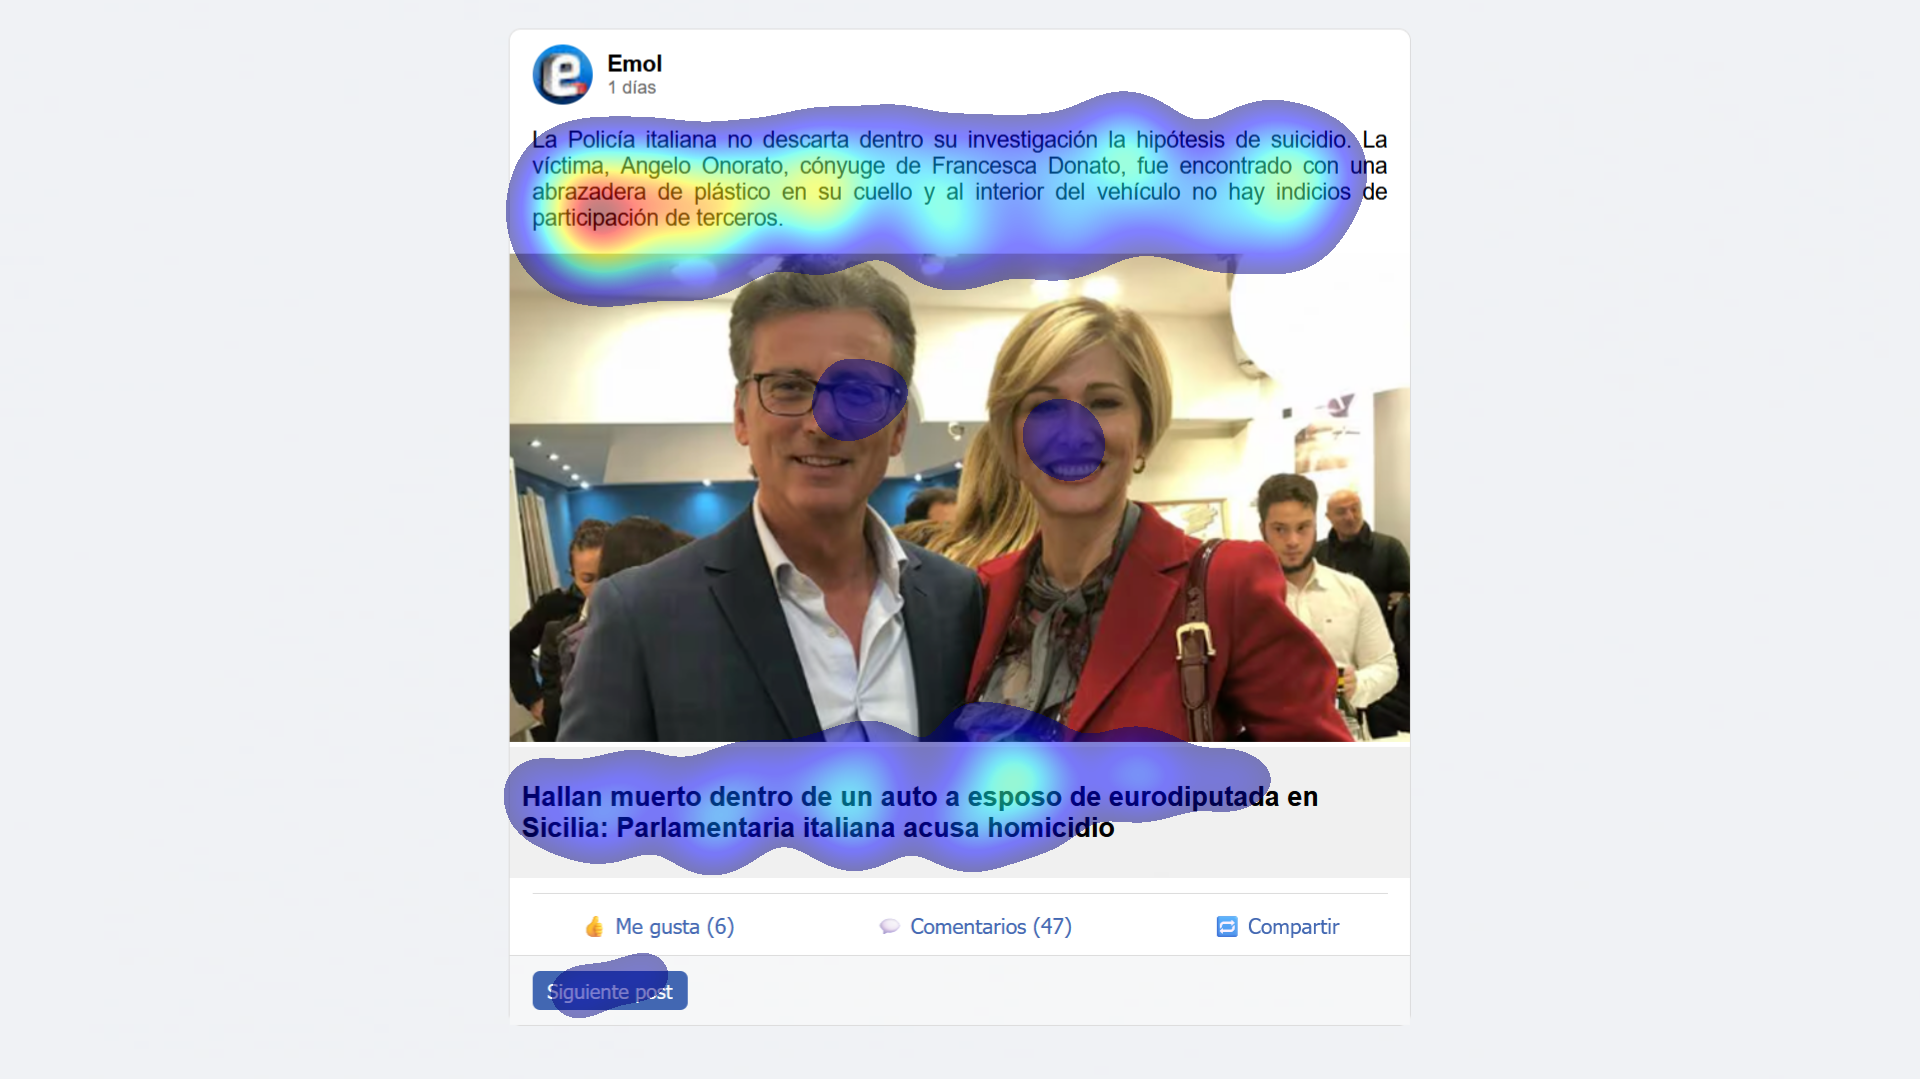 Emol
1 días
La Policía italiana no descarta dentro su investigación la hipótesis de suicidio. La
víctima, Angelo Onorato, cónyuge de Francesca Donato, fue encontrado con una
abrazadera de plástico en su cuello y al interior del vehículo no hay indicios de
participación de terceros.
Hallan muerto dentro de un auto a esposo de eurodiputada en
Sicilia: Parlamentaria italiana acusa homicidio
Me gusta (6) Comentarios (47) Compartir
Siguiente post